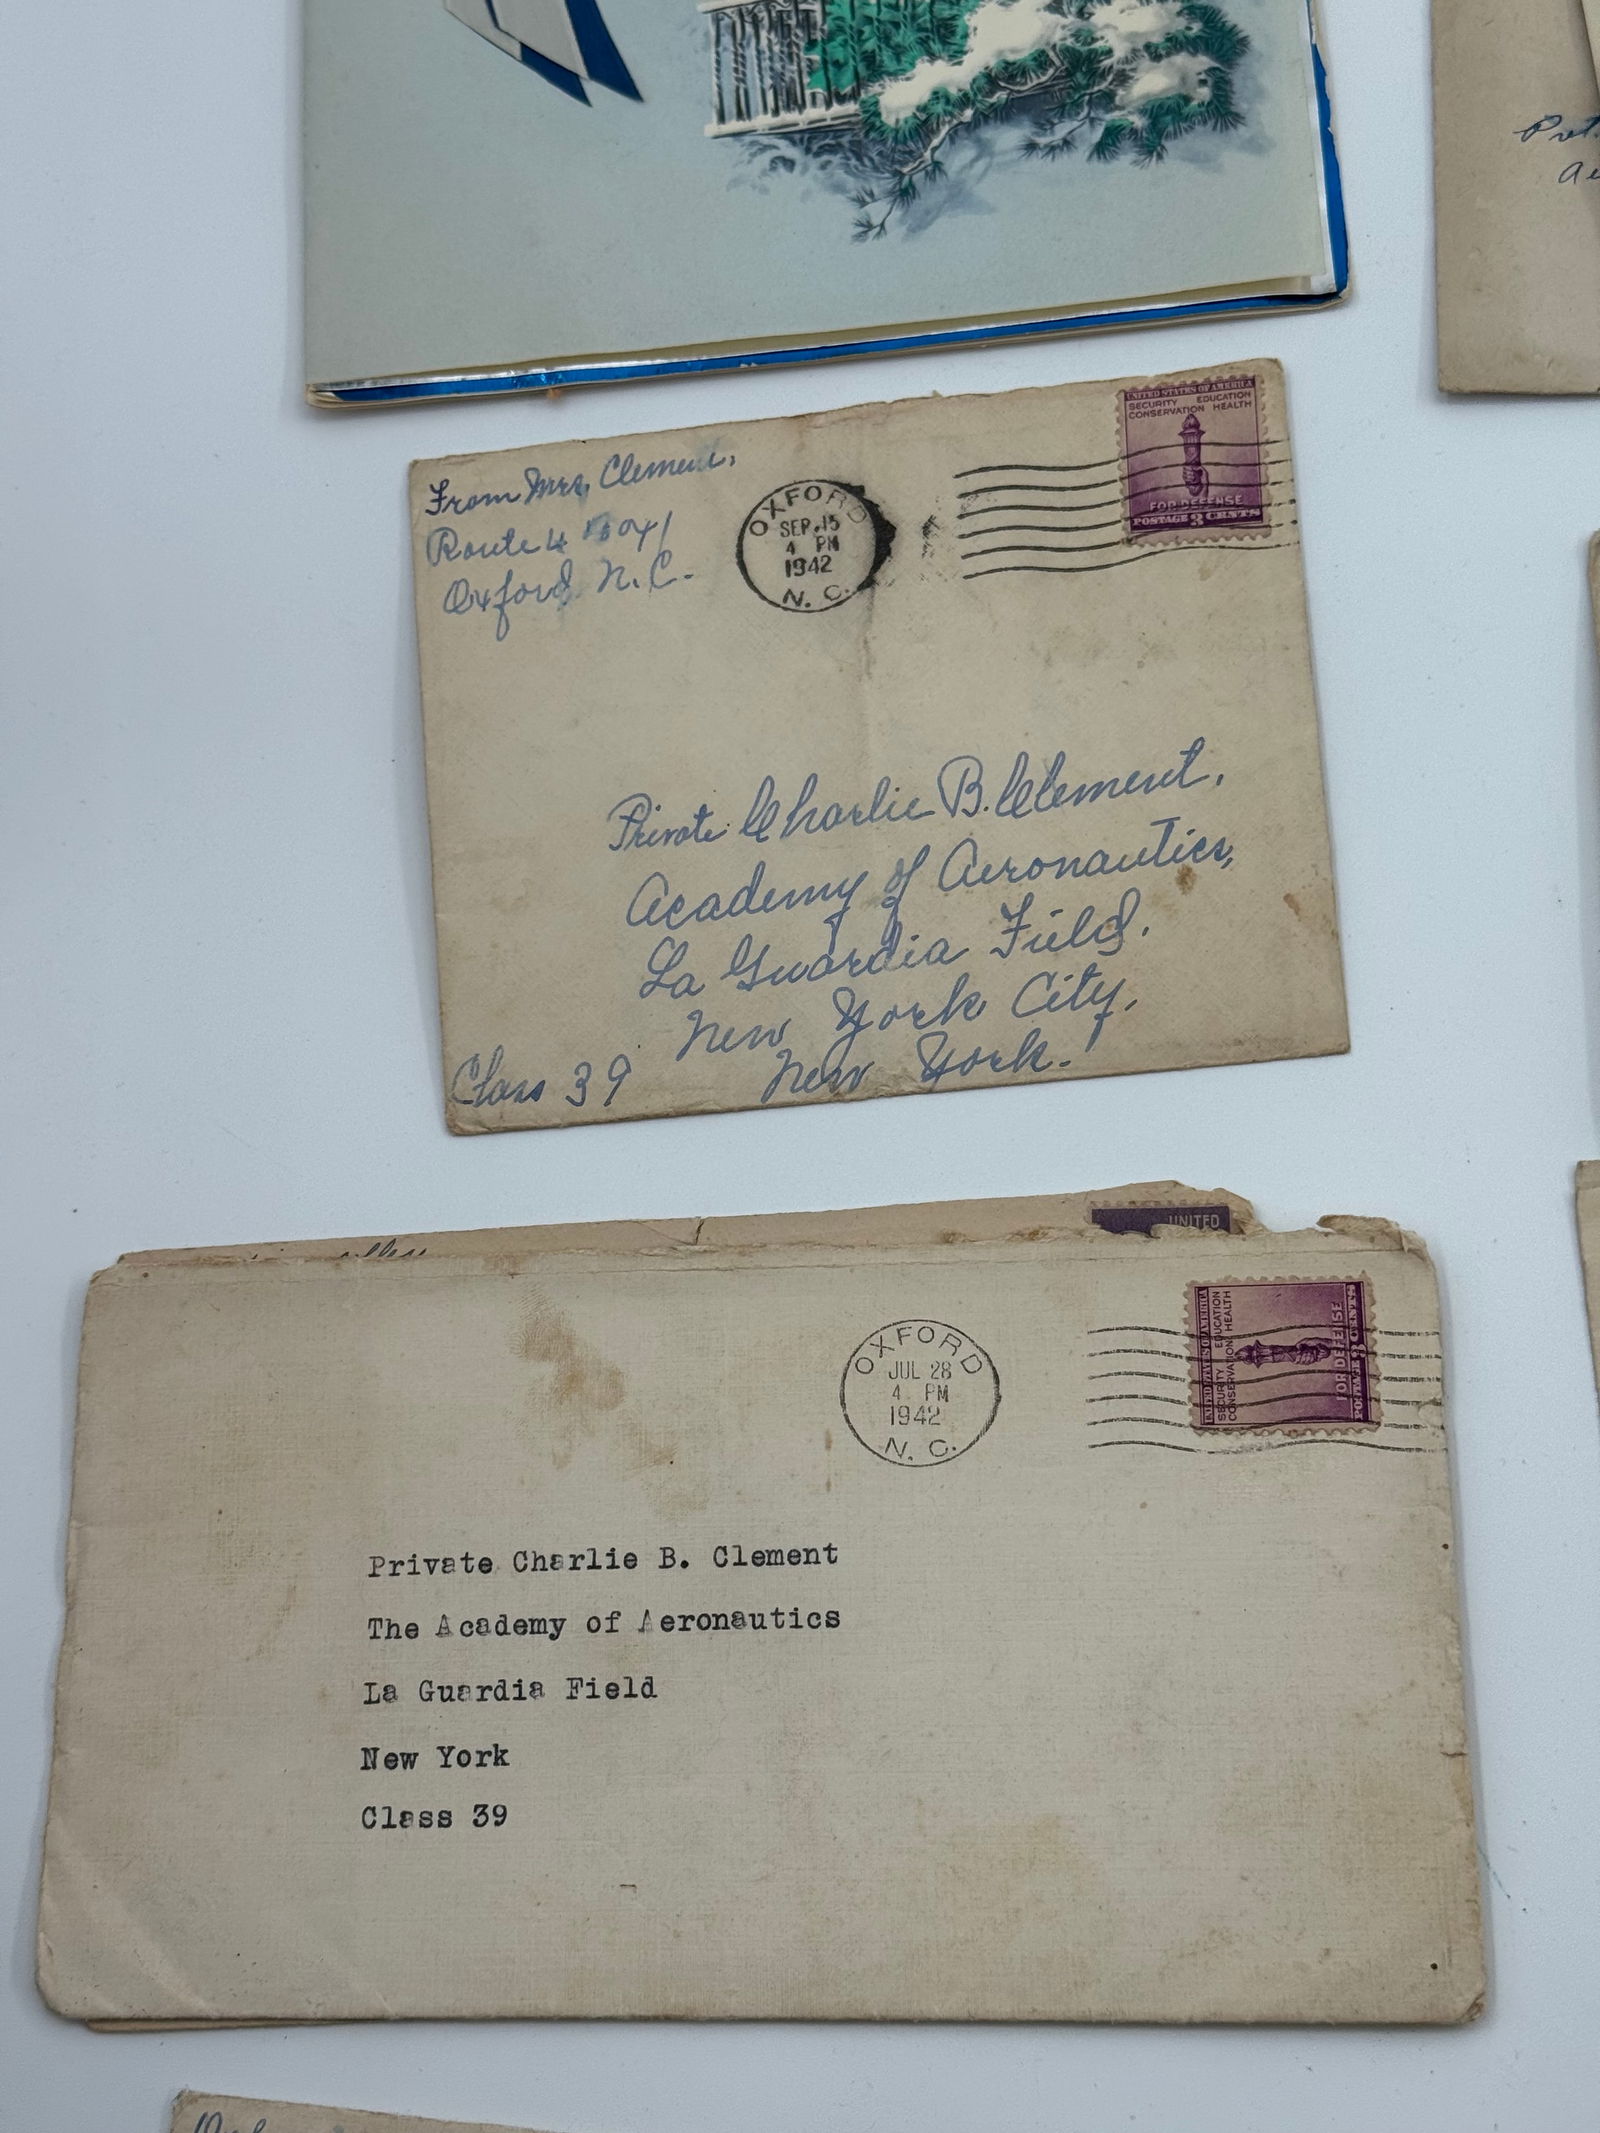 Pvt.
From Mrs. Clement,
Route 4
Oxford N.C.
OXFORD
SEP 15
4 PM
1942
N. C.
UNITED STATES OF AMERICA
SECURITY EDUCATION
CONSERVATION HEALTH
FOR DEFENSE
POSTAGE 3 CENTS
Private Charlie B. Clement.
Academy of Aeronautics,
La Guardia Field.
New York City,
New York.
Class 39
UNITED
OXFORD
JUL 28
4 PM
1942
N. C.
UNITED STATES OF AMERICA
SECURITY EDUCATION
CONSERVATION HEALTH
FOR DEFENSE
POSTAGE 3 CENTS
Private Charlie B. Clement
The Academy of Aeronautics
La Guardia Field
New York
Class 39